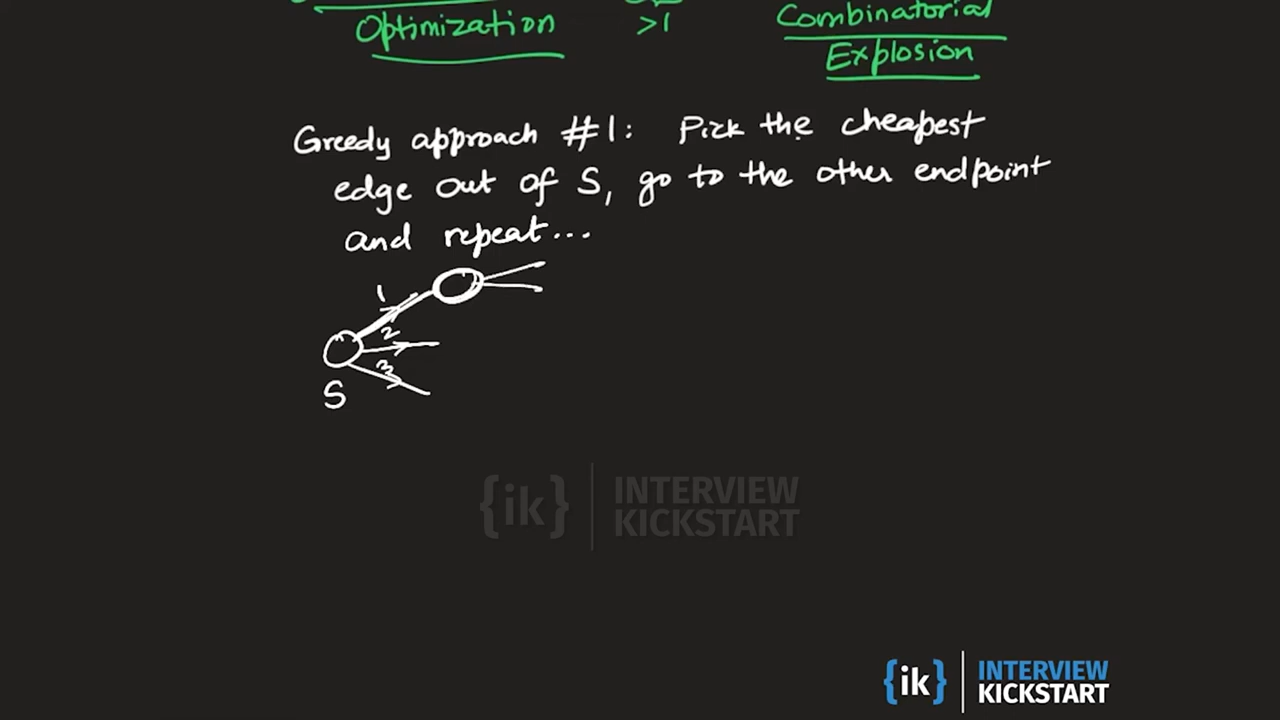 Optimization >1 Combinatorial
Explosion
Greedy approach #1: Pick the cheapest
edge out of S, go to the other endpoint
and repeat...
1
2
3
S
{ik} INTERVIEW
KICKSTART
{ik} INTERVIEW
KICKSTART